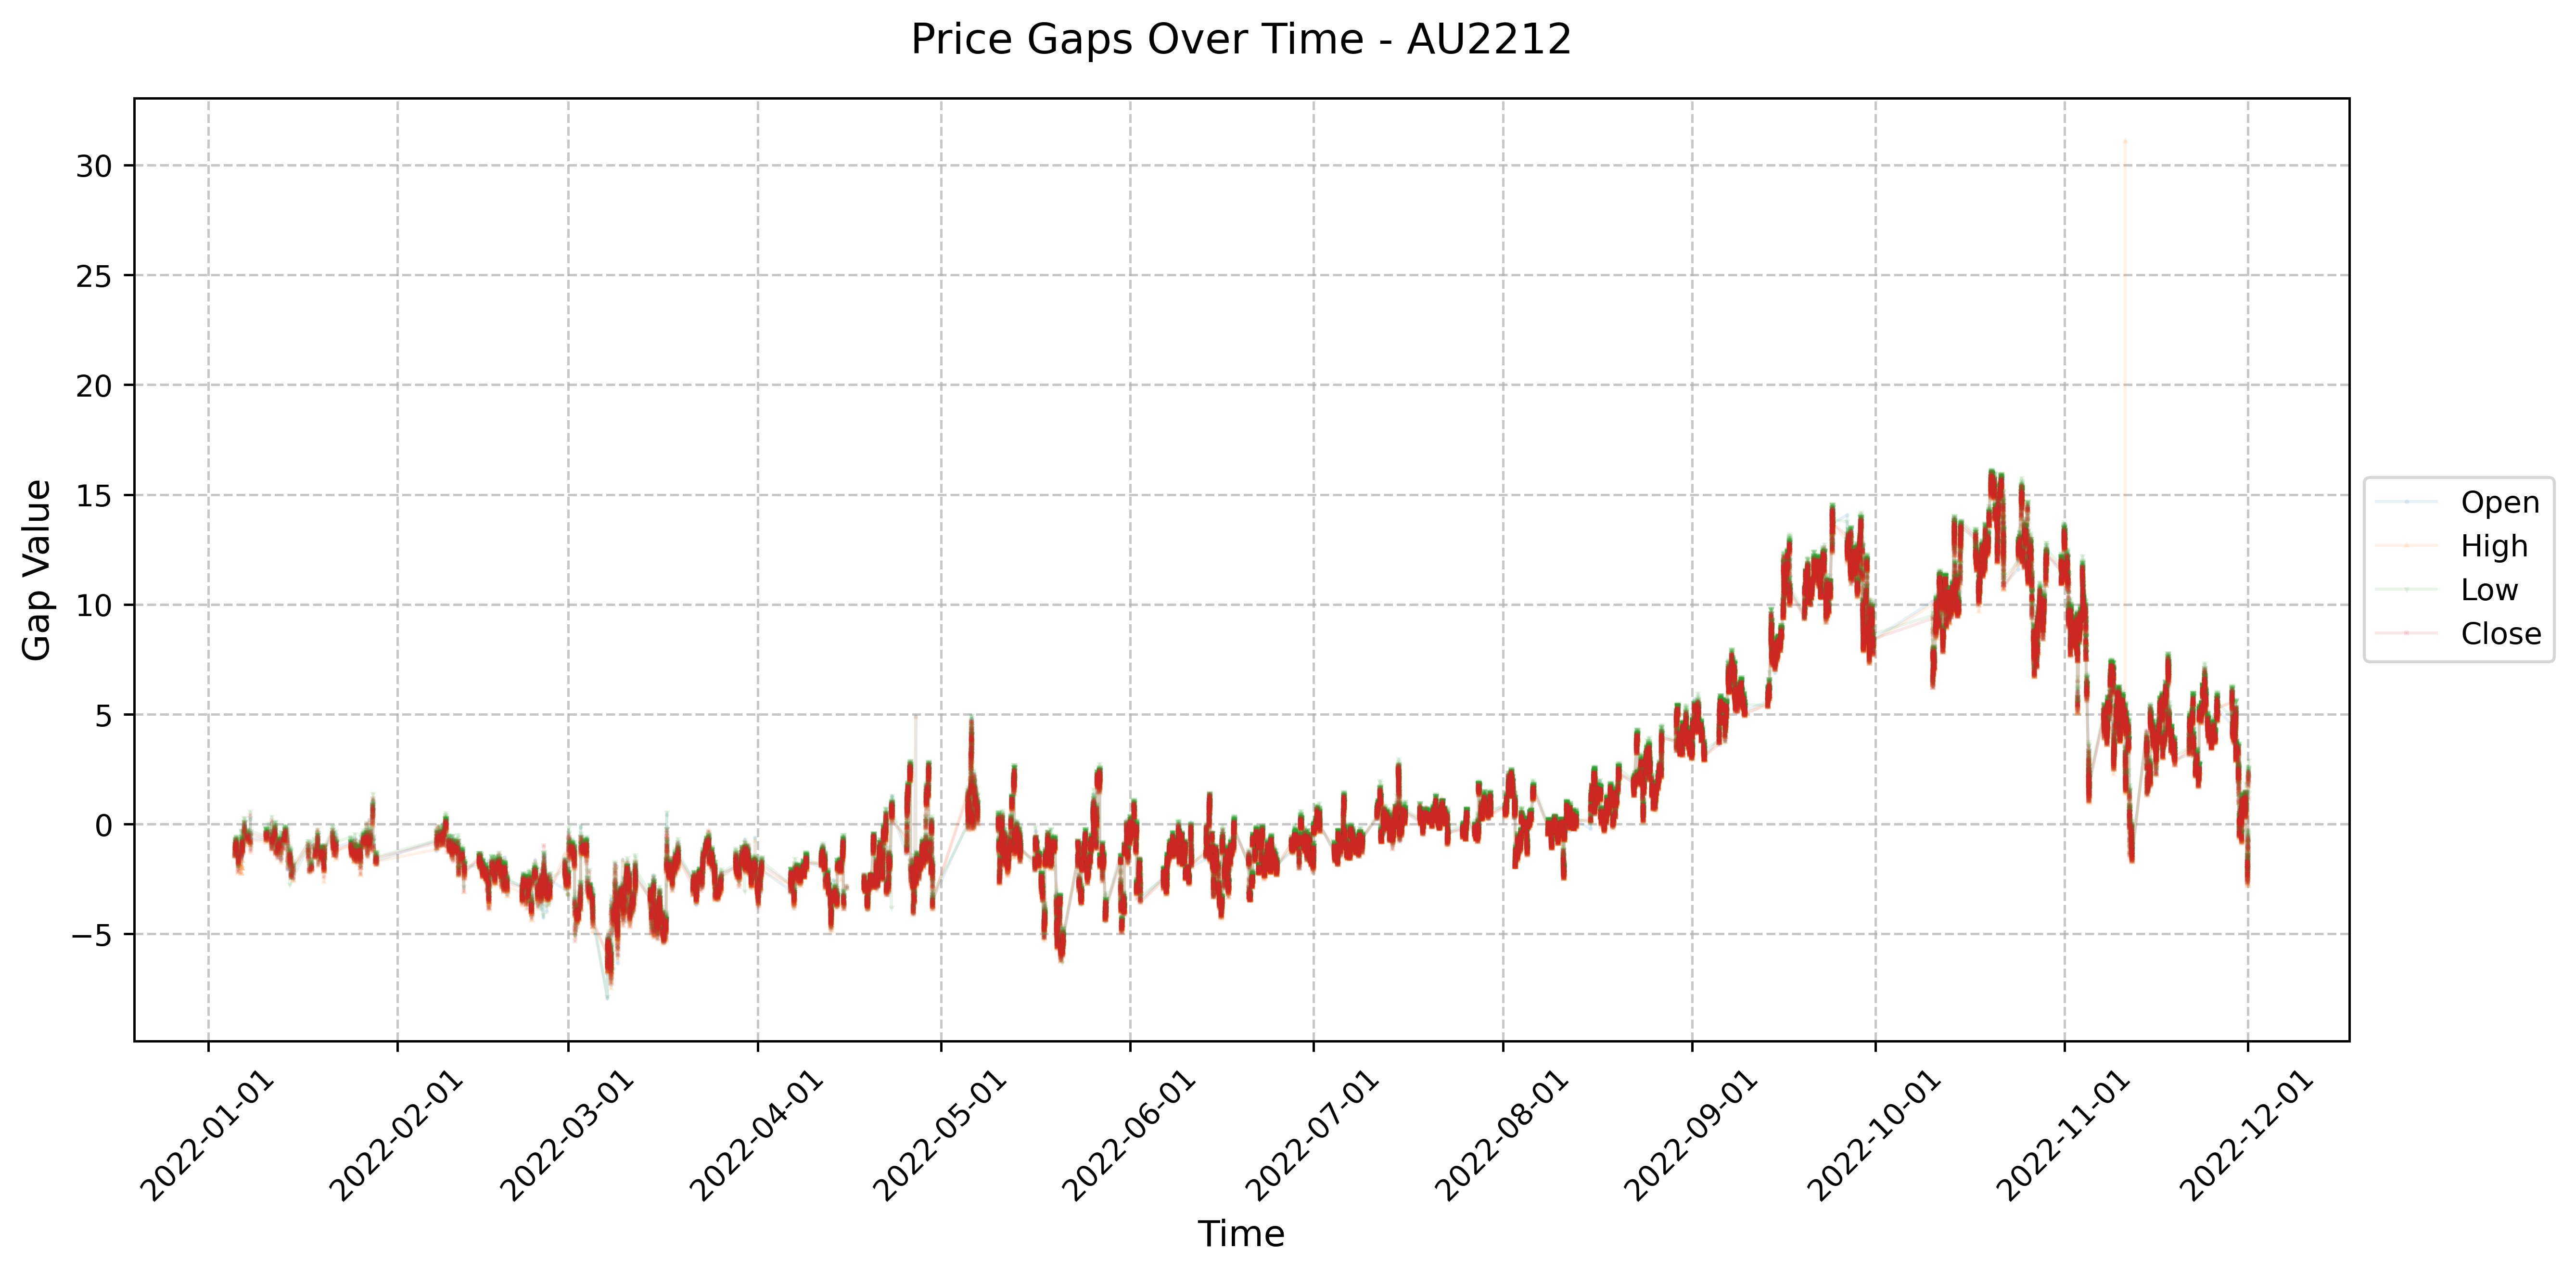 Price Gaps Over Time - AU2212
Gap Value
30
25
20
15
10
5
0
−5
2022-01-01
2022-02-01
2022-03-01
2022-04-01
2022-05-01
2022-06-01
2022-07-01
2022-08-01
2022-09-01
2022-10-01
2022-11-01
2022-12-01
Time
Open
High
Low
Close